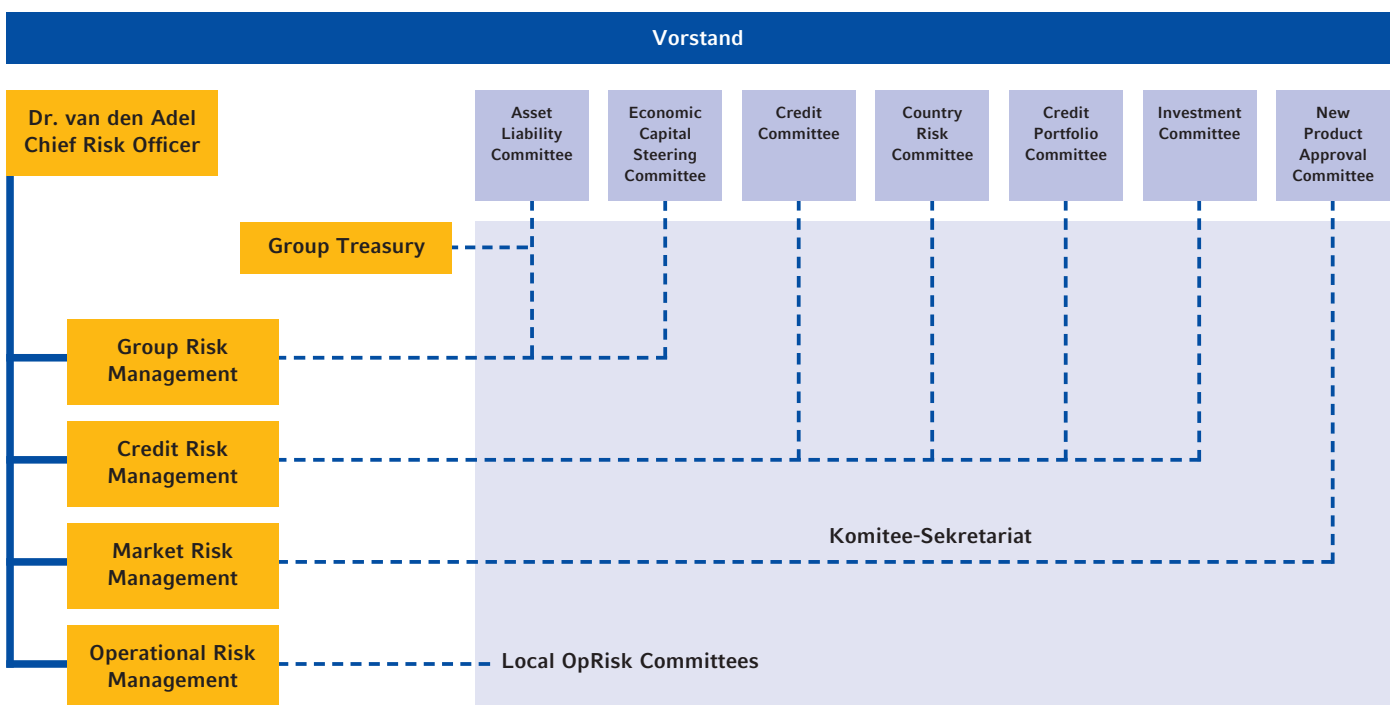 Vorstand
Dr. van den Adel
Chief Risk Officer
Asset
Liability
Committee
Economic
Capital
Steering
Committee
Credit
Committee
Country
Risk
Committee
Credit
Portfolio
Committee
Investment
Committee
New
Product
Approval
Committee
Group Treasury
Group Risk
Management
Credit Risk
Management
Komitee-Sekretariat
Market Risk
Management
Operational Risk
Management
Local OpRisk Committees